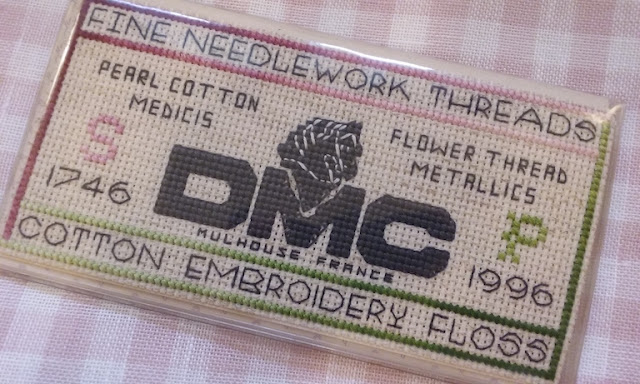 FINE NEEDLEWORK THREADS
PEARL COTTON
MEDICIS
FLOWER THREAD
METALLICS
S
1746
DMC
MULHOUSE FRANCE
P
1996
COTTON EMBROIDERY FLOSS